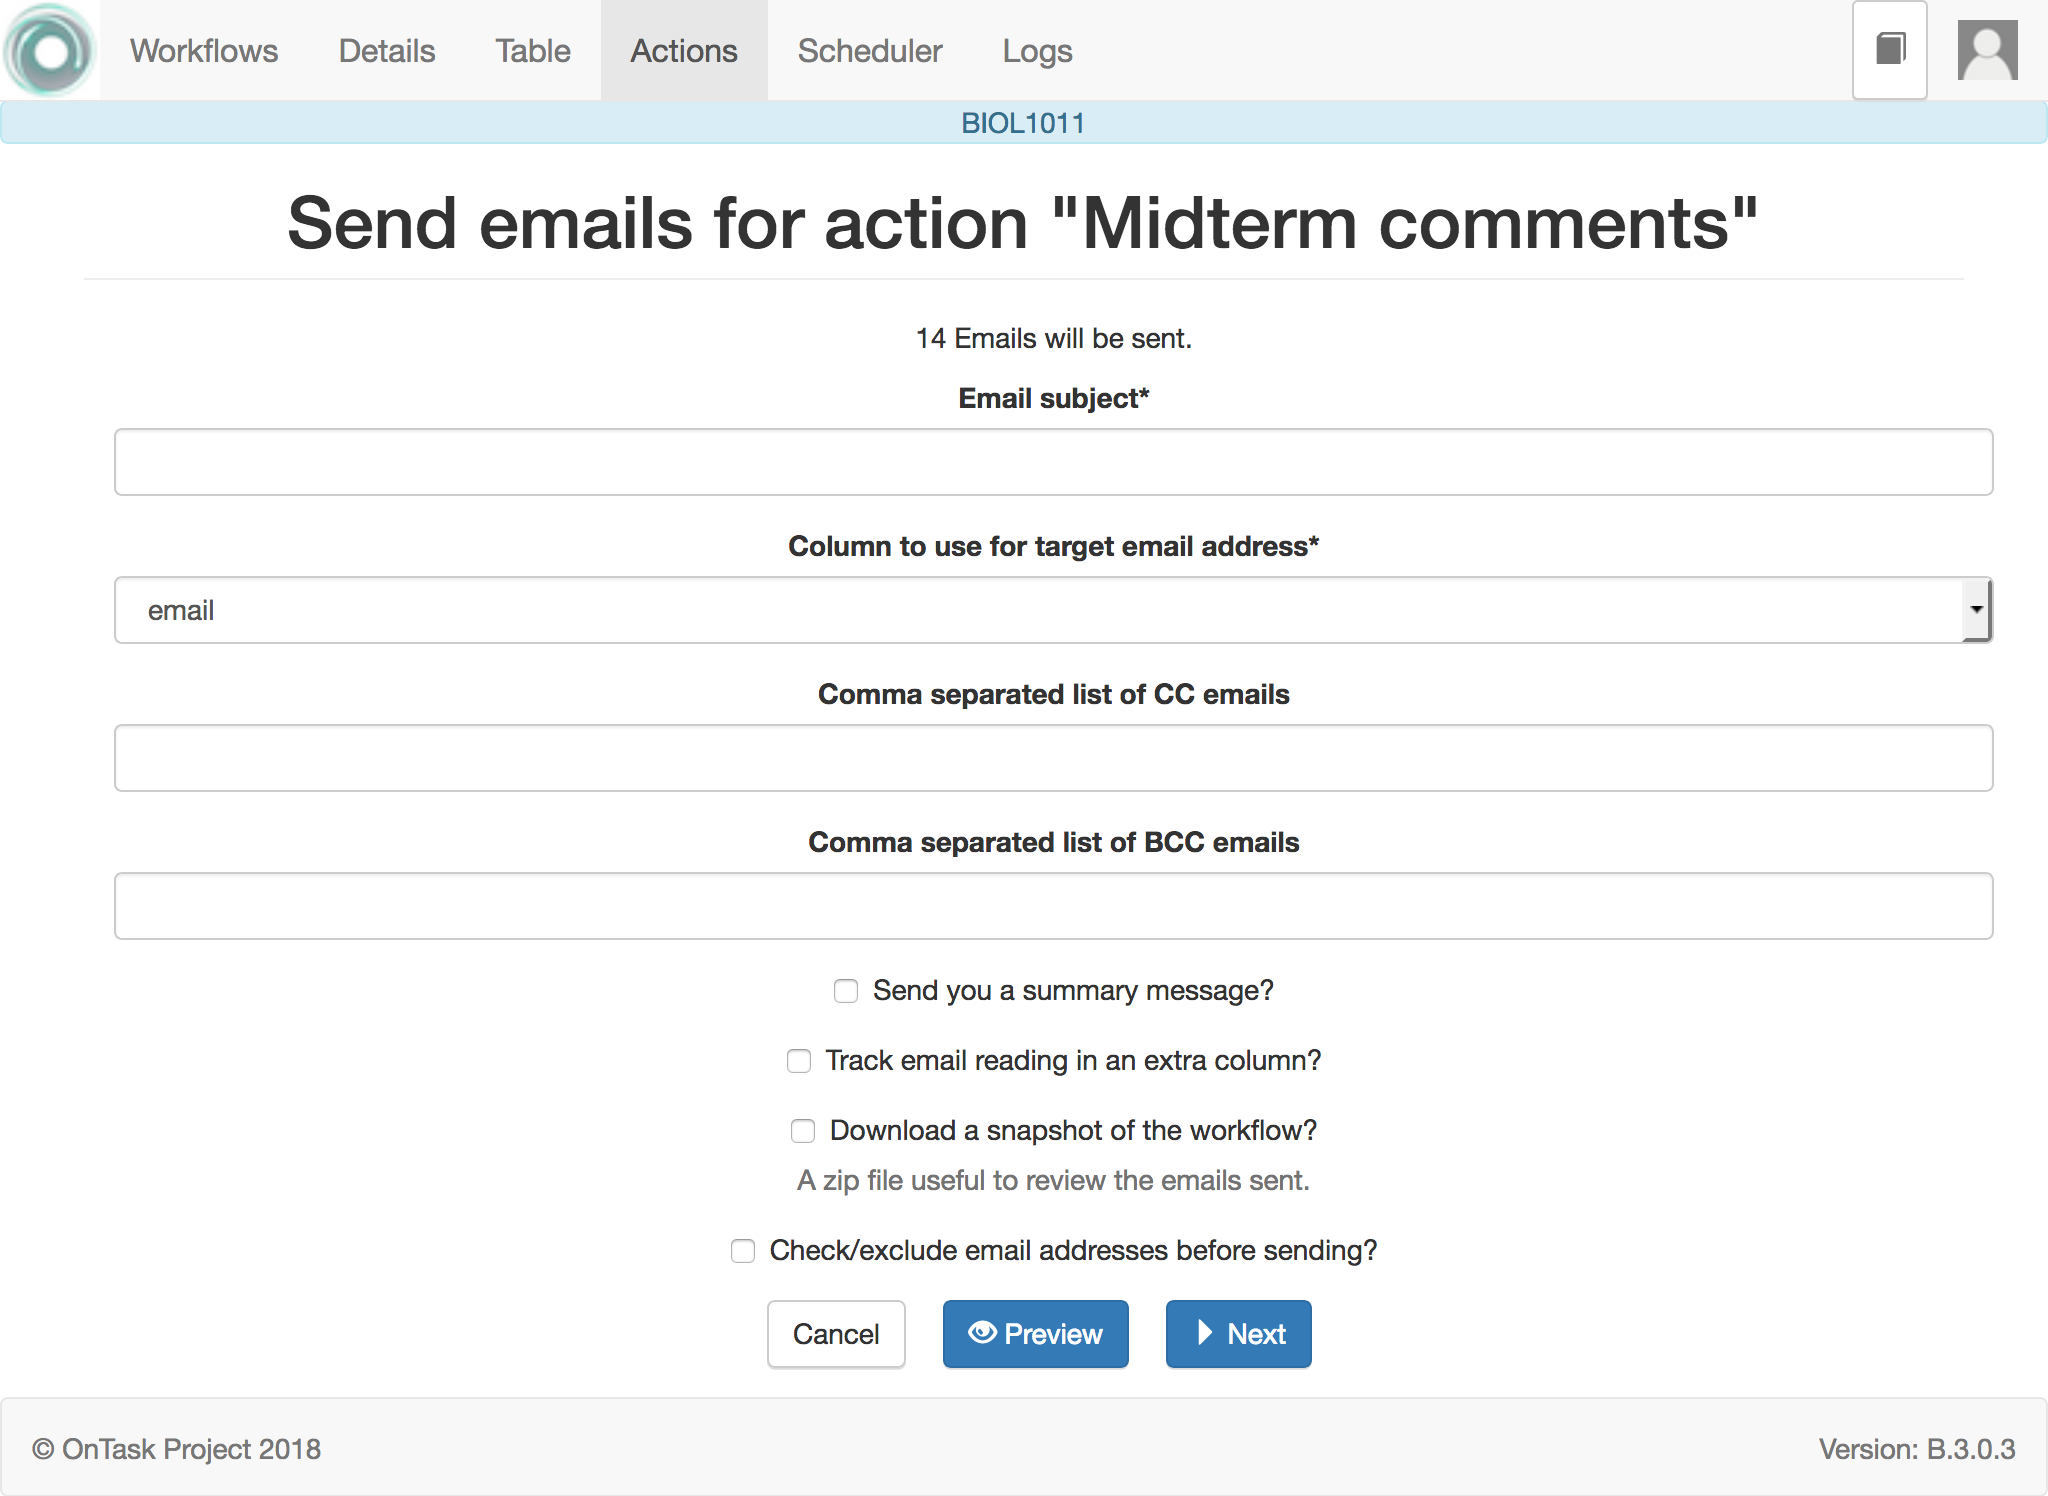 Workflows Details Table Actions Scheduler Logs
BIOL1011
Send emails for action "Midterm comments"
14 Emails will be sent.
Email subject*
Column to use for target email address*
email
Comma separated list of CC emails
Comma separated list of BCC emails
Send you a summary message?
Track email reading in an extra column?
Download a snapshot of the workflow?
A zip file useful to review the emails sent.
Check/exclude email addresses before sending?
Cancel Preview Next
© OnTask Project 2018 Version: B.3.0.3